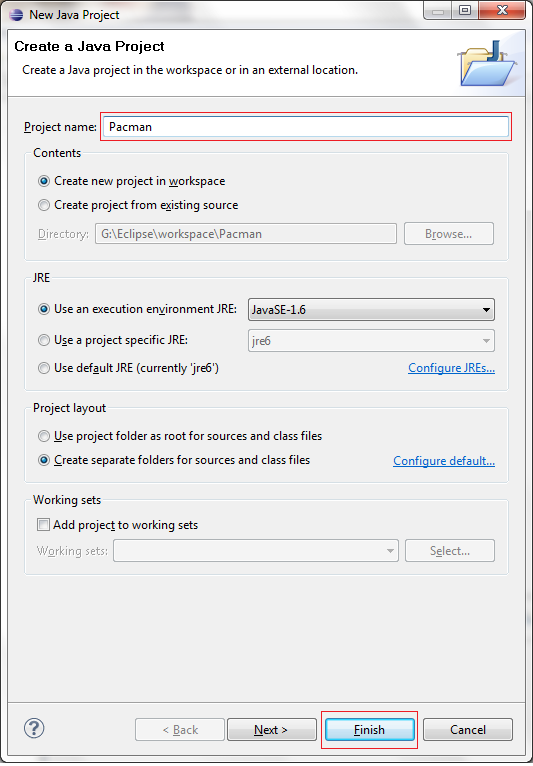 New Java Project
Create a Java Project
Create a Java project in the workspace or in an external location.
Project name: Pacman
Contents
Create new project in workspace
Create project from existing source
Directory: G:\Eclipse\workspace\Pacman Browse...
JRE
Use an execution environment JRE: JavaSE-1.6
Use a project specific JRE: jre6
Use default JRE (currently 'jre6') Configure JREs...
Project layout
Use project folder as root for sources and class files
Create separate folders for sources and class files Configure default...
Working sets
Add project to working sets
Working sets: Select...
? < Back Next > Finish Cancel